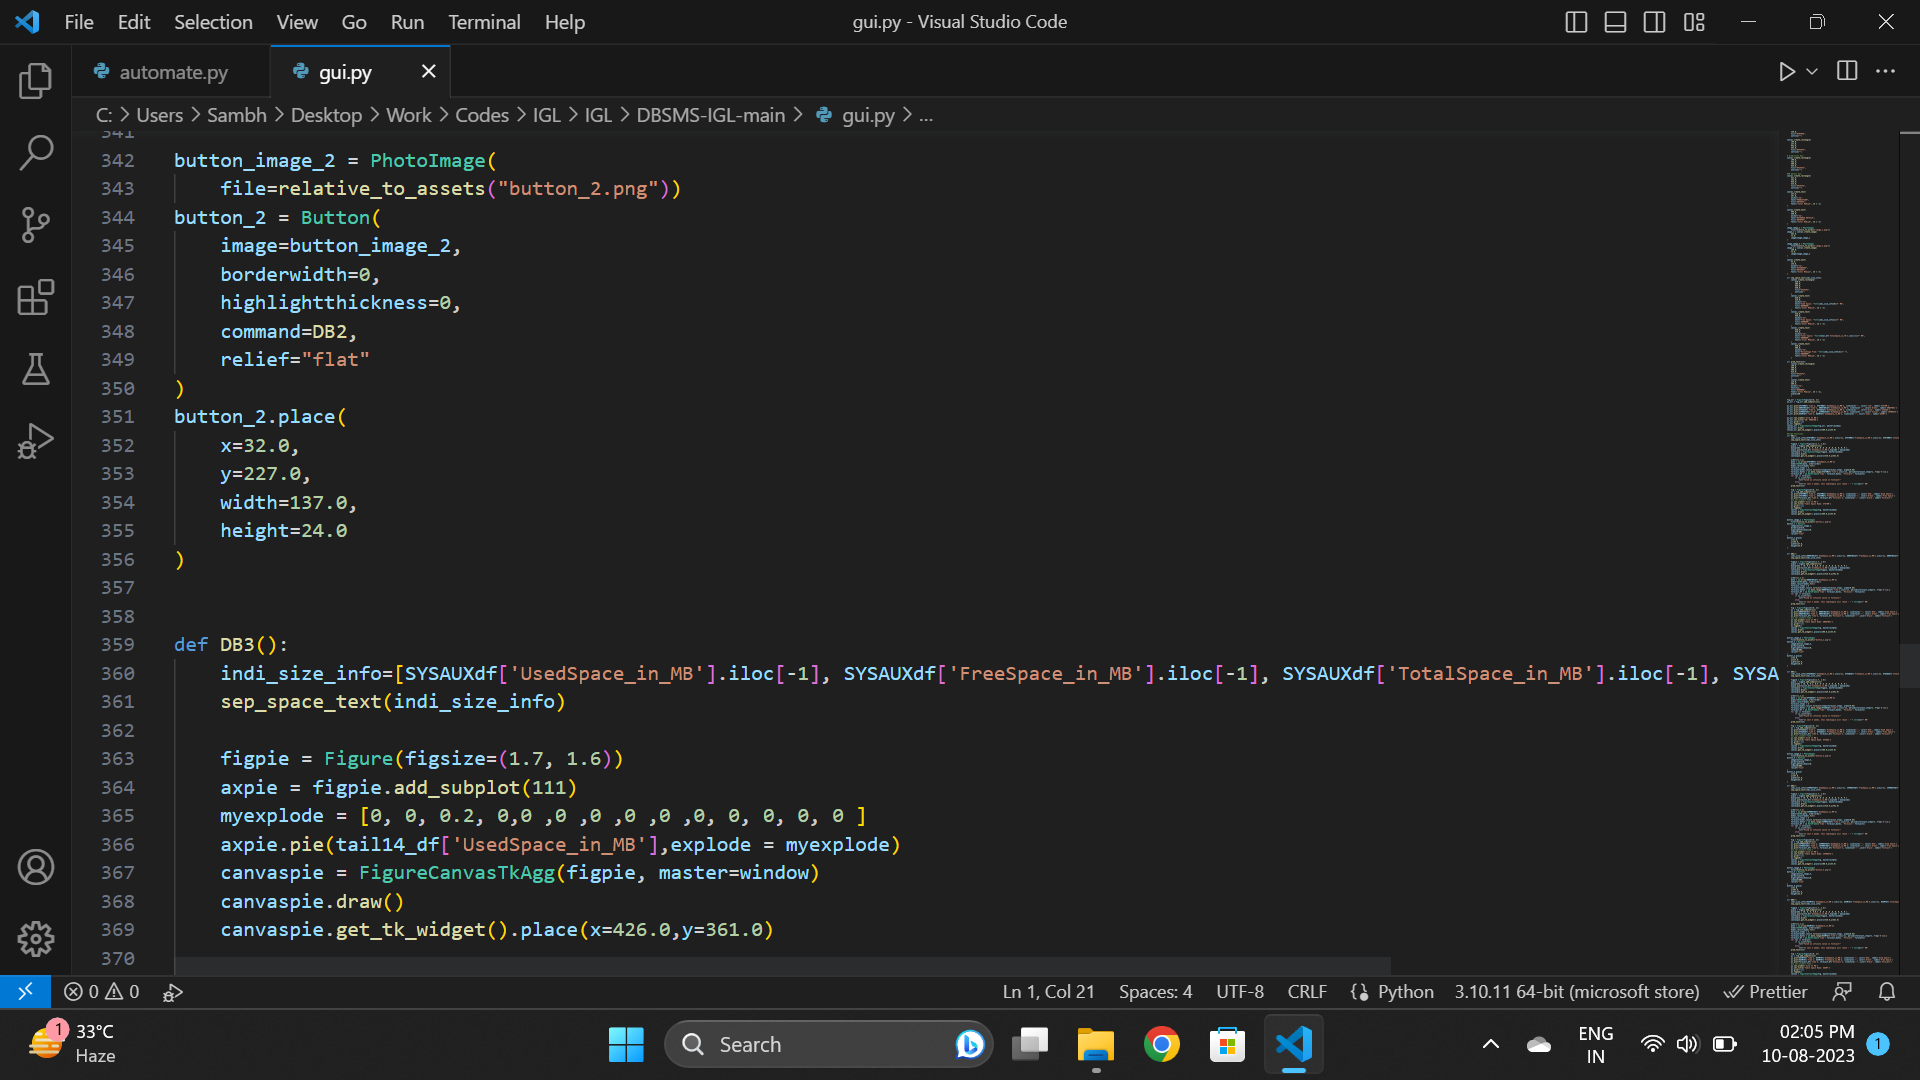 File Edit Selection View Go Run Terminal Help
gui.py - Visual Studio Code
automate.py
gui.py
C: > Users > Sambh > Desktop > Work > Codes > IGL > IGL > DBSMS-IGL-main > gui.py > ...
341
342 button_image_2 = PhotoImage(
343     file=relative_to_assets("button_2.png"))
344 button_2 = Button(
345     image=button_image_2,
346     borderwidth=0,
347     highlightthickness=0,
348     command=DB2,
349     relief="flat"
350 )
351 button_2.place(
352     x=32.0,
353     y=227.0,
354     width=137.0,
355     height=24.0
356 )
357
358
359 def DB3():
360     indi_size_info=[SYSAUXdf['UsedSpace_in_MB'].iloc[-1], SYSAUXdf['FreeSpace_in_MB'].iloc[-1], SYSAUXdf['TotalSpace_in_MB'].iloc[-1], SYSA
361     sep_space_text(indi_size_info)
362
363     figpie = Figure(figsize=(1.7, 1.6))
364     axpie = figpie.add_subplot(111)
365     myexplode = [0, 0, 0.2, 0,0 ,0 ,0 ,0 ,0 ,0, 0, 0, 0, 0 ]
366     axpie.pie(tail14_df['UsedSpace_in_MB'],explode = myexplode)
367     canvaspie = FigureCanvasTkAgg(figpie, master=window)
368     canvaspie.draw()
369     canvaspie.get_tk_widget().place(x=426.0,y=361.0)
370
0 0
Ln 1, Col 21 Spaces: 4 UTF-8 CRLF Python 3.10.11 64-bit (microsoft store) Prettier
1
33°C
Haze
Search
ENG
IN
02:05 PM
10-08-2023
1